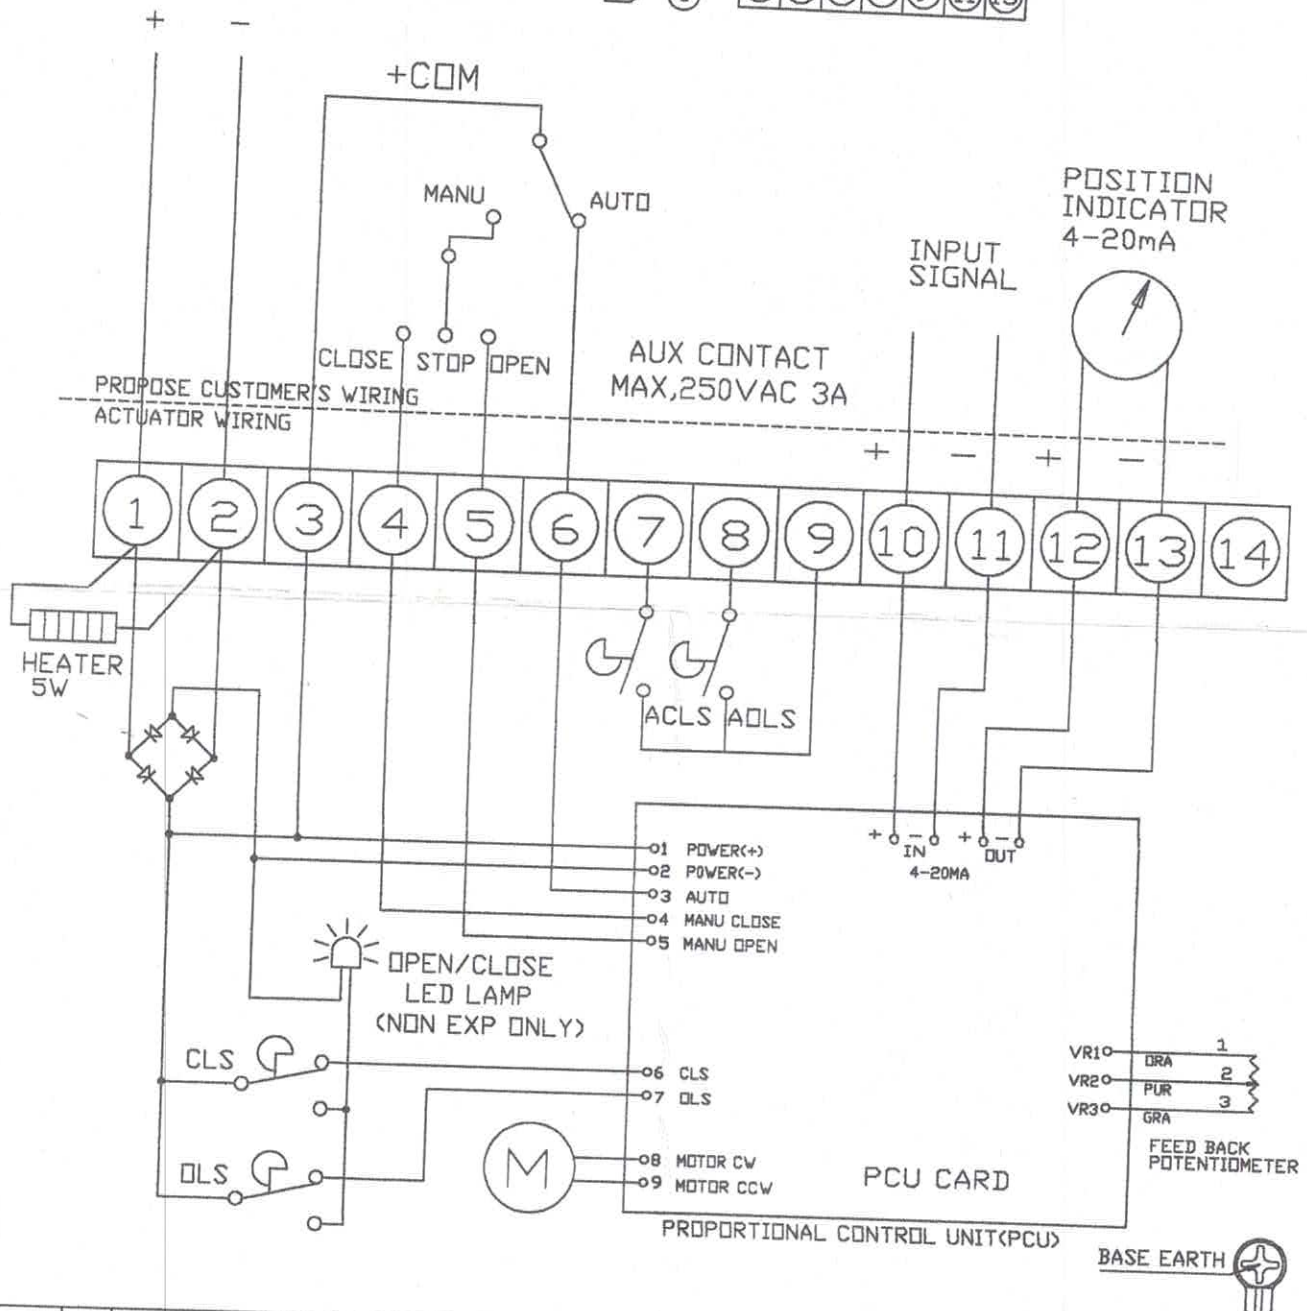 + −
+COM
MANU
AUTO
POSITION
INDICATOR
4-20mA
INPUT
SIGNAL
CLOSE STOP OPEN
AUX CONTACT
MAX,250VAC 3A
PROPOSE CUSTOMER'S WIRING
ACTUATOR WIRING
+ − + −
1 2 3 4 5 6 7 8 9 10 11 12 13 14
HEATER
5W
ACLS AOLS
+ − + −
IN OUT
4-20MA
1 POWER(+)
2 POWER(-)
3 AUTO
4 MANU CLOSE
5 MANU OPEN
OPEN/CLOSE
LED LAMP
(NON EXP ONLY)
CLS
6 CLS
7 OLS
OLS
M
8 MOTOR CW
9 MOTOR CCW
VR1 ORA 1
VR2 PUR 2
VR3 GRA 3
FEED BACK
POTENTIOMETER
PCU CARD
PROPORTIONAL CONTROL UNIT(PCU)
BASE EARTH